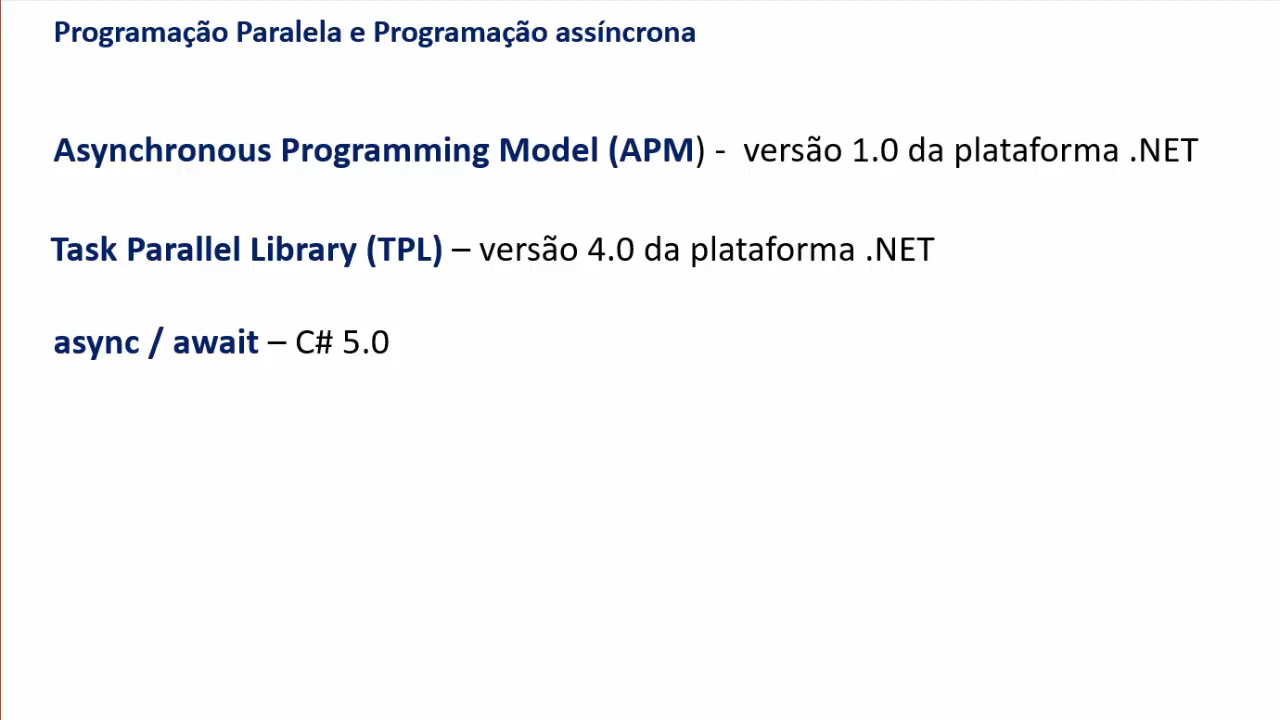 Programação Paralela e Programação assíncrona
Asynchronous Programming Model (APM) - versão 1.0 da plataforma .NET
Task Parallel Library (TPL) – versão 4.0 da plataforma .NET
async / await – C# 5.0